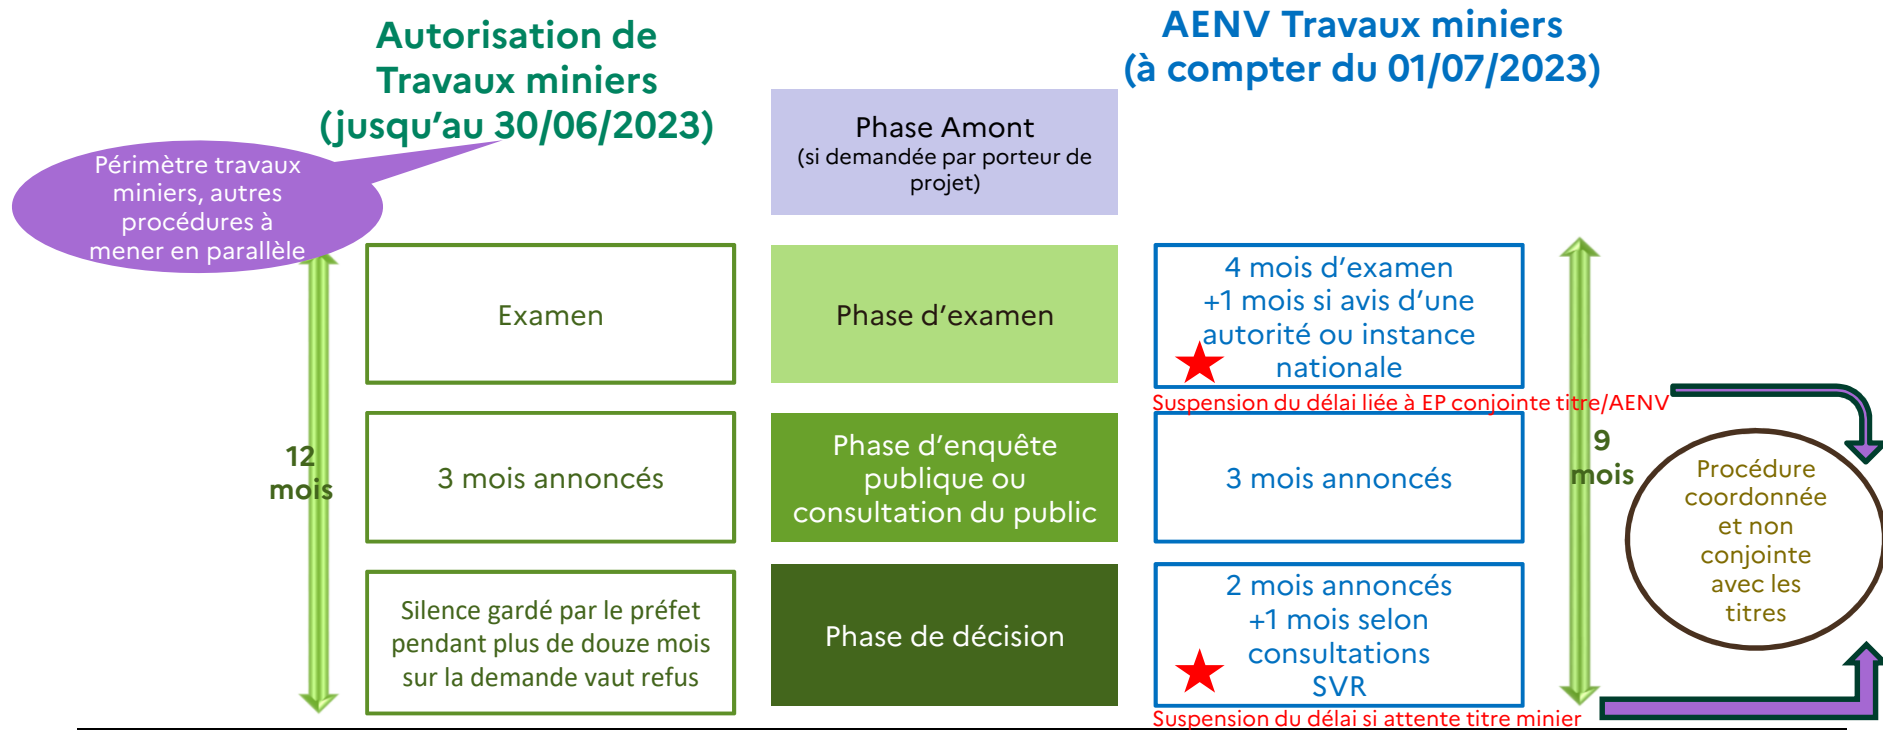 Autorisation de
Travaux miniers
(jusqu'au 30/06/2023)
AENV Travaux miniers
(à compter du 01/07/2023)
Périmètre travaux
miniers, autres
procédures à
mener en parallèle
Phase Amont
(si demandée par porteur de
projet)
12
mois
Examen
Phase d'examen
4 mois d'examen
+1 mois si avis d'une
autorité ou instance
nationale
Suspension du délai liée à EP conjointe titre/AENV
3 mois annoncés
Phase d'enquête
publique ou
consultation du public
3 mois annoncés
9
mois
Procédure
coordonnée
et non
conjointe
avec les
titres
Silence gardé par le préfet
pendant plus de douze mois
sur la demande vaut refus
Phase de décision
2 mois annoncés
+1 mois selon
consultations
SVR
Suspension du délai si attente titre minier